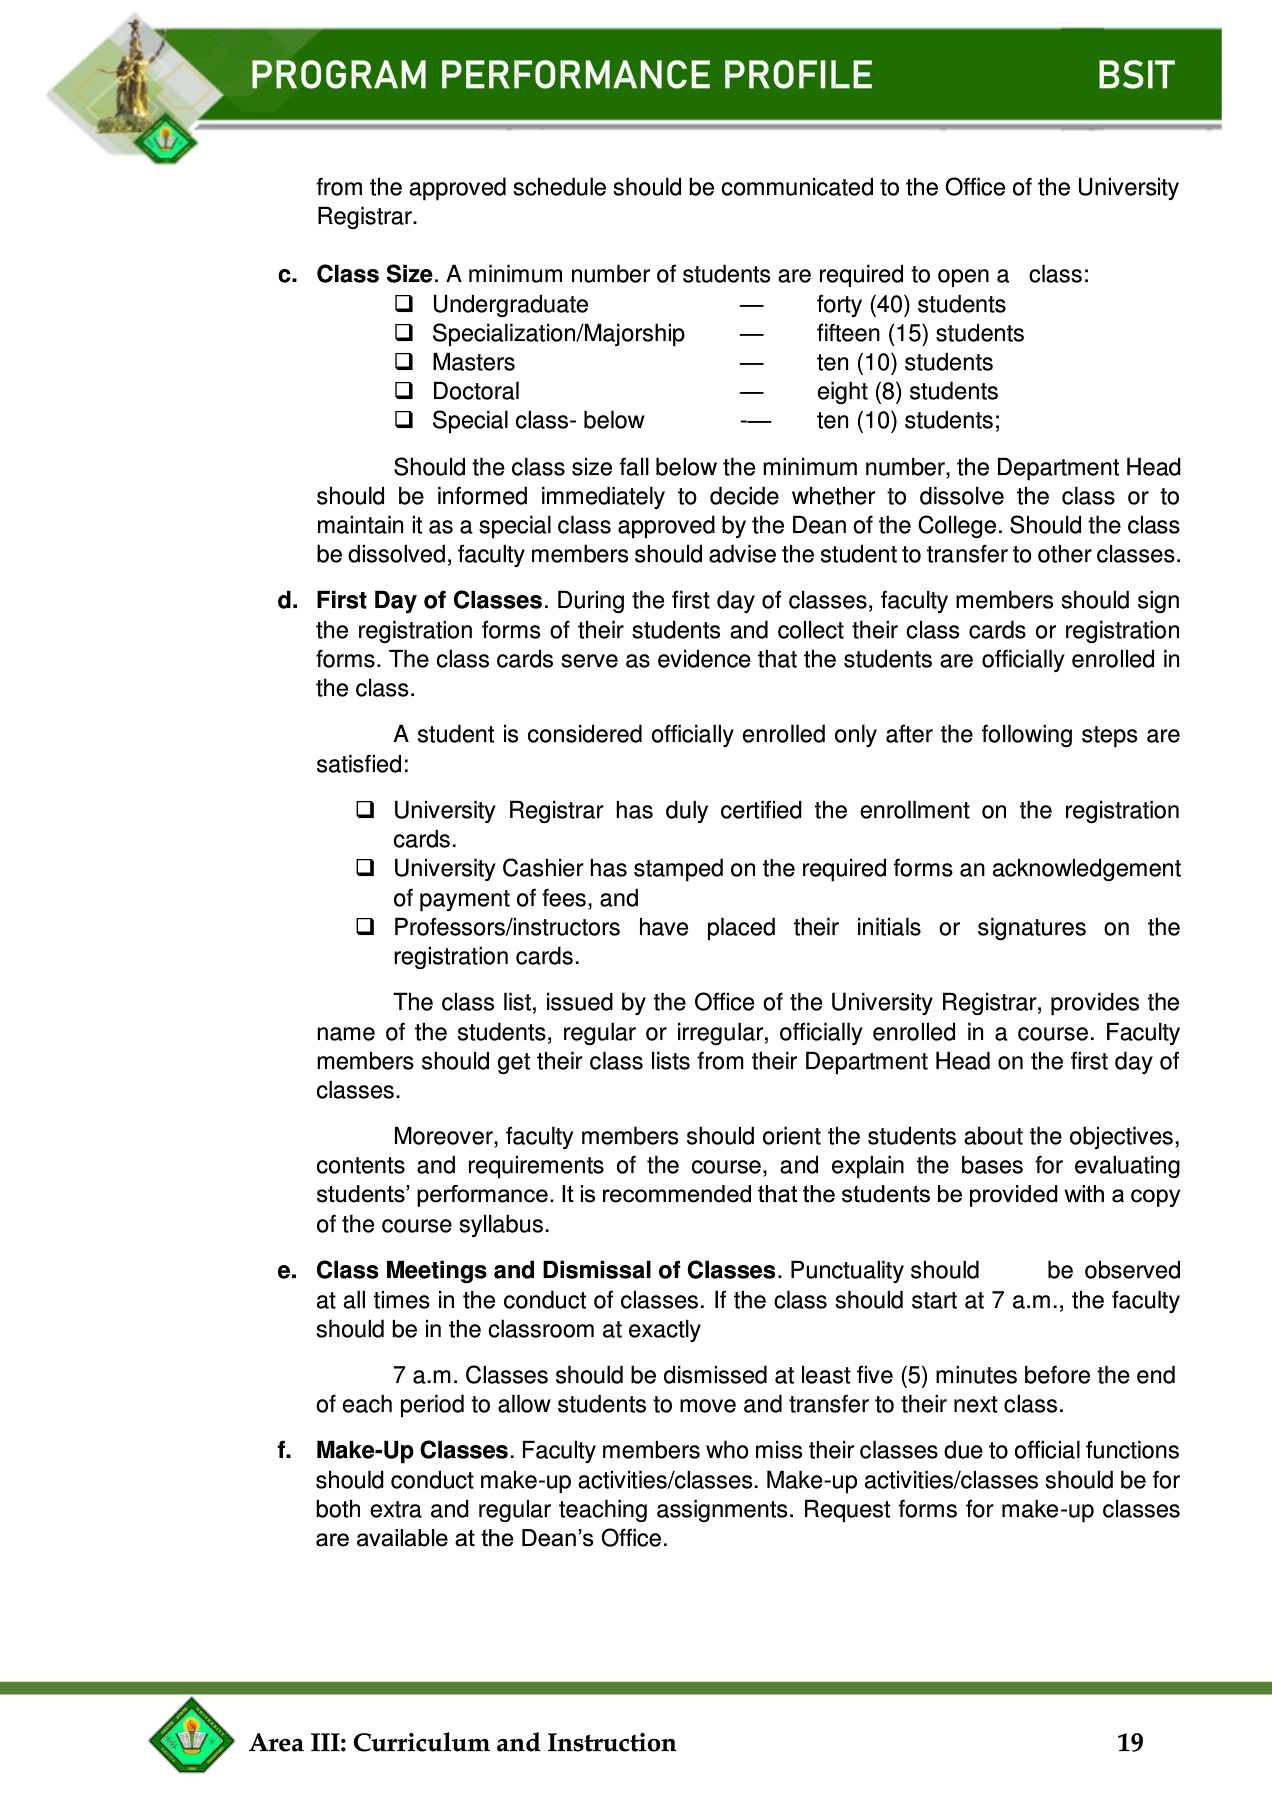 PROGRAM PERFORMANCE PROFILE BSIT
from the approved schedule should be communicated to the Office of the University
Registrar.
c. Class Size. A minimum number of students are required to open a class:
❑ Undergraduate — forty (40) students
❑ Specialization/Majorship — fifteen (15) students
❑ Masters — ten (10) students
❑ Doctoral — eight (8) students
❑ Special class- below -— ten (10) students;
Should the class size fall below the minimum number, the Department Head
should be informed immediately to decide whether to dissolve the class or to
maintain it as a special class approved by the Dean of the College. Should the class
be dissolved, faculty members should advise the student to transfer to other classes.
d. First Day of Classes. During the first day of classes, faculty members should sign
the registration forms of their students and collect their class cards or registration
forms. The class cards serve as evidence that the students are officially enrolled in
the class.
A student is considered officially enrolled only after the following steps are
satisfied:
❑ University Registrar has duly certified the enrollment on the registration
cards.
❑ University Cashier has stamped on the required forms an acknowledgement
of payment of fees, and
❑ Professors/instructors have placed their initials or signatures on the
registration cards.
The class list, issued by the Office of the University Registrar, provides the
name of the students, regular or irregular, officially enrolled in a course. Faculty
members should get their class lists from their Department Head on the first day of
classes.
Moreover, faculty members should orient the students about the objectives,
contents and requirements of the course, and explain the bases for evaluating
students’ performance. It is recommended that the students be provided with a copy
of the course syllabus.
e. Class Meetings and Dismissal of Classes. Punctuality should be observed
at all times in the conduct of classes. If the class should start at 7 a.m., the faculty
should be in the classroom at exactly
7 a.m. Classes should be dismissed at least five (5) minutes before the end
of each period to allow students to move and transfer to their next class.
f. Make-Up Classes. Faculty members who miss their classes due to official functions
should conduct make-up activities/classes. Make-up activities/classes should be for
both extra and regular teaching assignments. Request forms for make-up classes
are available at the Dean’s Office.
Area III: Curriculum and Instruction 19